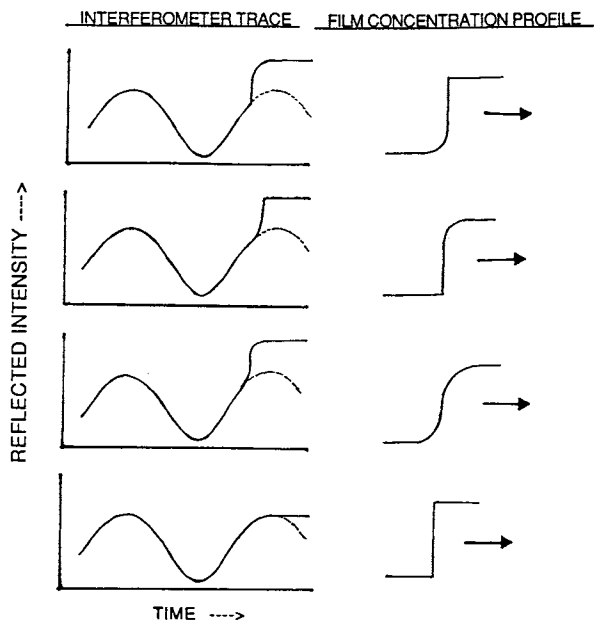 INTERFEROMETER TRACE
FILM CONCENTRATION PROFILE
REFLECTED INTENSITY ---->
TIME ---->